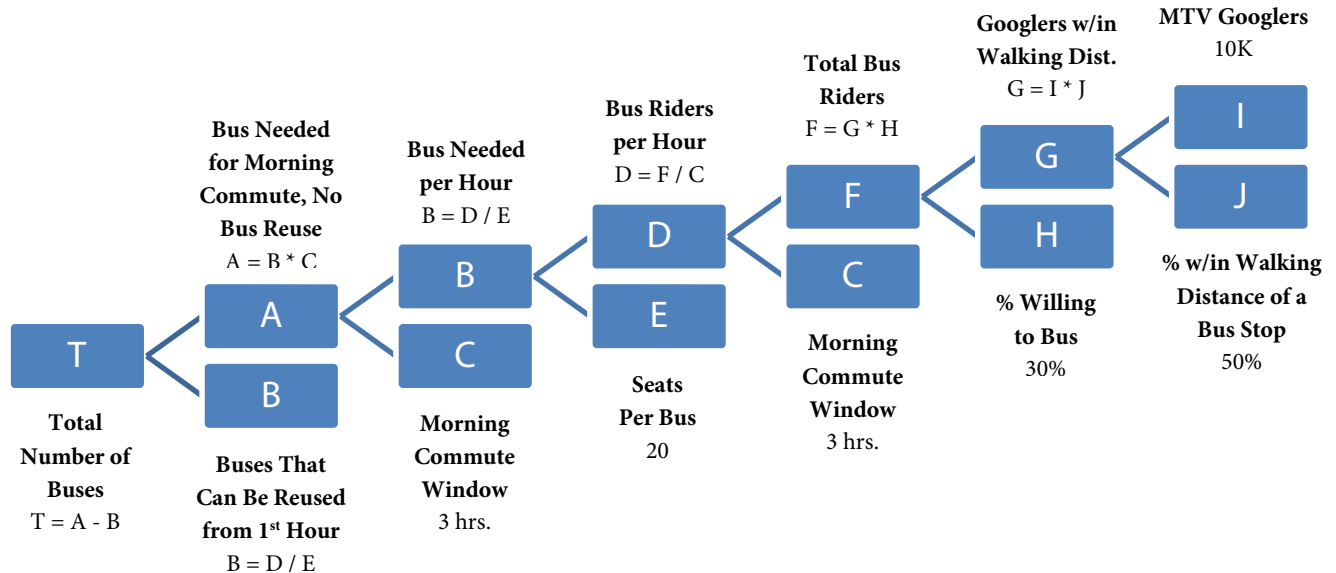 T
Total
Number of
Buses
T = A - B
Bus Needed
for Morning
Commute, No
Bus Reuse
A = B * C
A
B
Buses That
Can Be Reused
from 1st Hour
B = D / E
Bus Needed
per Hour
B = D / E
B
C
Morning
Commute
Window
3 hrs.
Bus Riders
per Hour
D = F / C
D
E
Seats
Per Bus
20
Total Bus
Riders
F = G * H
F
C
Morning
Commute
Window
3 hrs.
Googlers w/in
Walking Dist.
G = I * J
G
H
% Willing
to Bus
30%
MTV Googlers
10K
I
J
% w/in Walking
Distance of a
Bus Stop
50%